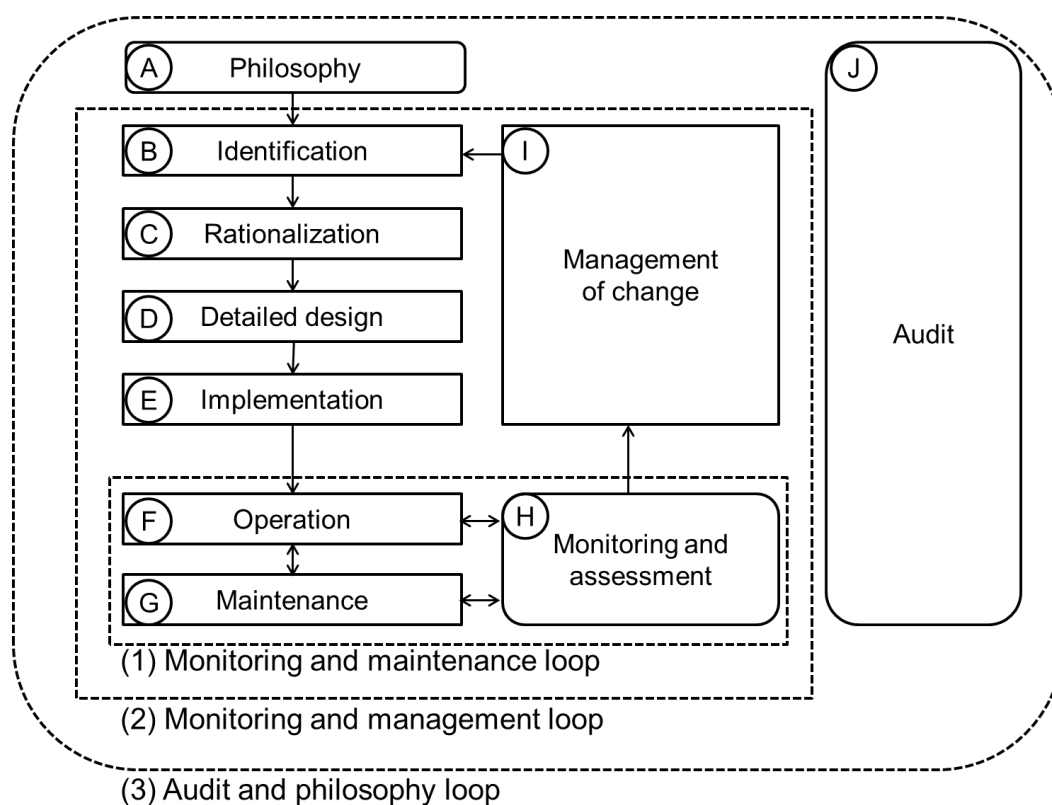 A Philosophy
B Identification
C Rationalization
D Detailed design
E Implementation
F Operation
G Maintenance
H
Monitoring and
assessment
I
Management
of change
J
Audit
(1) Monitoring and maintenance loop
(2) Monitoring and management loop
(3) Audit and philosophy loop